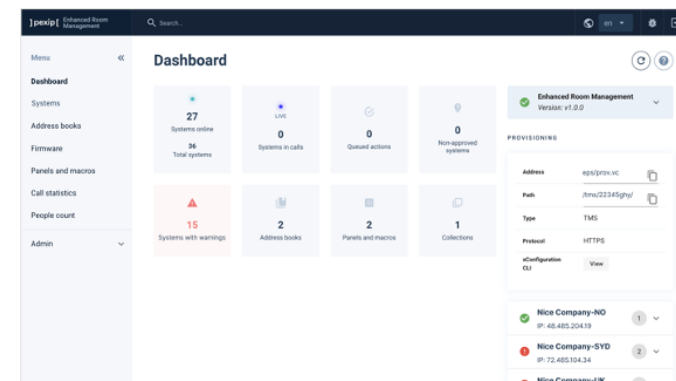 ]pexip[ Enhanced Room Management
Search...
en
Menu
Dashboard
Systems
Address books
Firmware
Panels and macros
Call statistics
People count
Admin
Dashboard
27
Systems online
36
Total systems
LIVE
0
Systems in calls
0
Queued actions
0
Non-approved
systems
15
Systems with warnings
2
Address books
2
Panels and macros
1
Collections
Enhanced Room Management
Version: v1.0.0
PROVISIONING
Address eps/prov.vc
Path /tms/22345ghy/
Type TMS
Protocol HTTPS
xConfiguration
CLI View
Nice Company-NO 1
IP: 48.485.204.19
Nice Company-SYD 2
IP: 72.485.104.34
Nice Company-UK